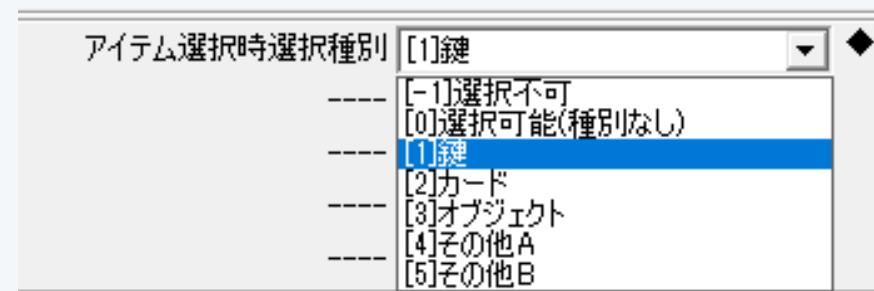 アイテム選択時選択種別 [1]鍵 ◆
---- [-1]選択不可
[0]選択可能(種別なし)
---- [1]鍵
[2]カード
---- [3]オブジェクト
[4]その他A
---- [5]その他B